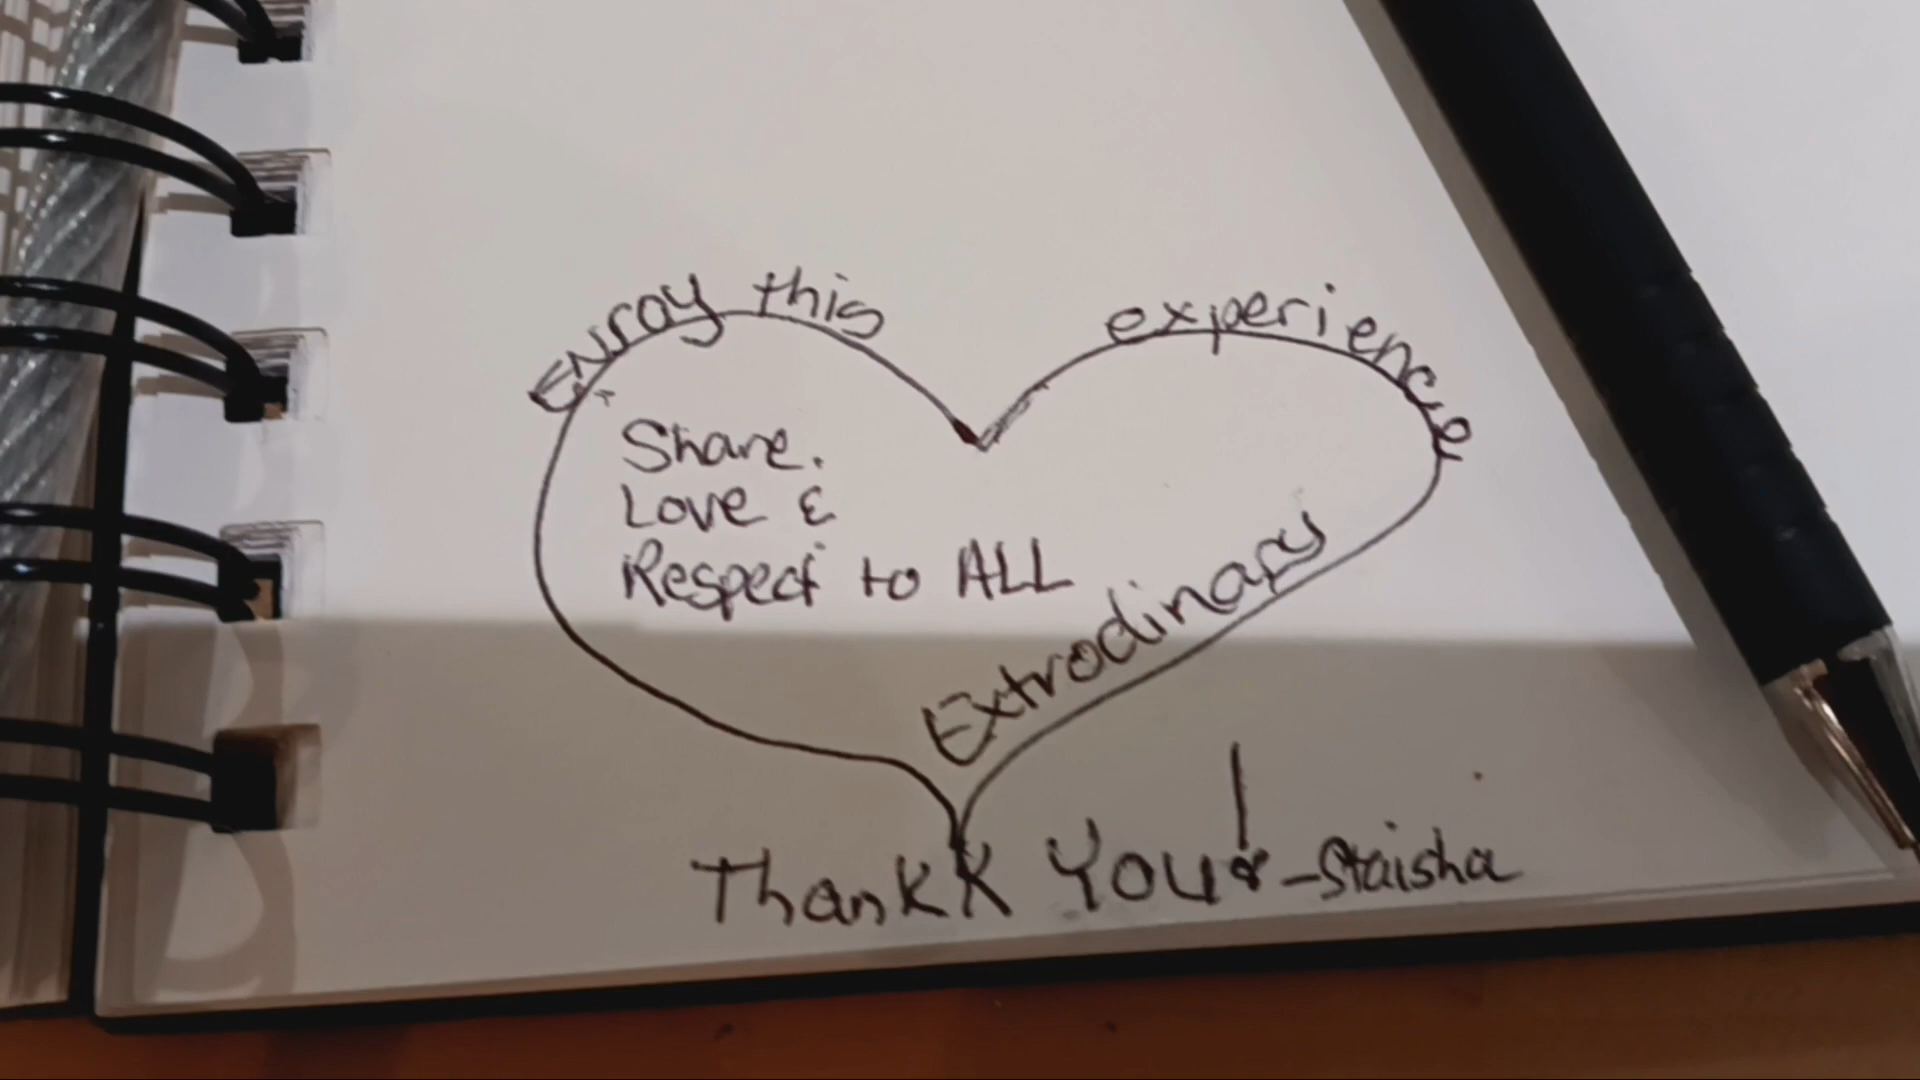 Enjoy this experience
Share.
Love &
Respect to ALL
Extrodinary
ThankK You! -Staisha